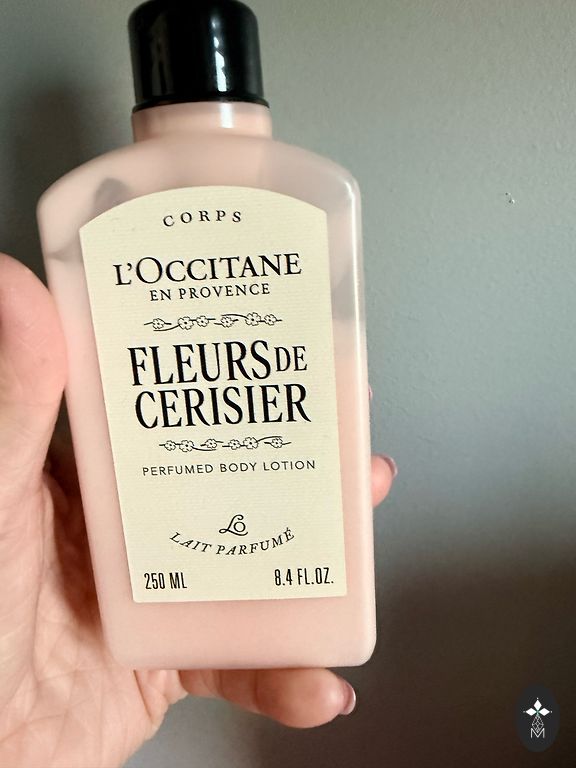 CORPS
L'OCCITANE
EN PROVENCE
FLEURS DE
CERISIER
PERFUMED BODY LOTION
LO
LAIT PARFUMÉ
250 ML 8.4 FL.OZ.
M